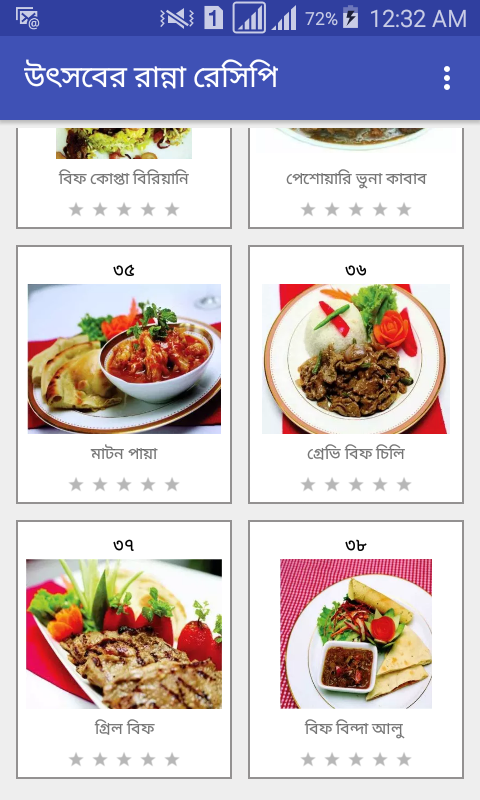 1
72%
12:32 AM
উৎসবের রান্না রেসিপি
বিফ কোপ্তা বিরিয়ানি
পেশোয়ারি ভুনা কাবাব
৩৫
৩৬
মাটন পায়া
গ্রেভি বিফ চিলি
৩৭
৩৮
গ্রিল বিফ
বিফ বিন্দা আলু